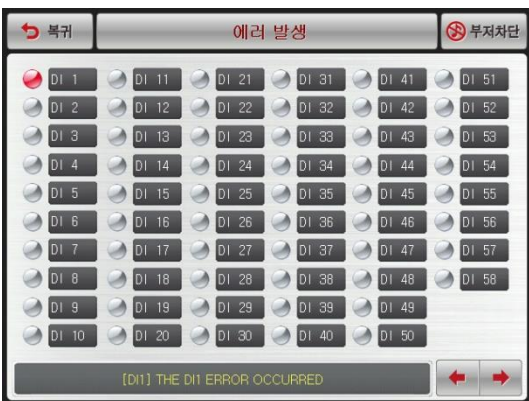 복귀 에러 발생 부저차단
DI 1 DI 11 DI 21 DI 31 DI 41 DI 51
DI 2 DI 12 DI 22 DI 32 DI 42 DI 52
DI 3 DI 13 DI 23 DI 33 DI 43 DI 53
DI 4 DI 14 DI 24 DI 34 DI 44 DI 54
DI 5 DI 15 DI 25 DI 35 DI 45 DI 55
DI 6 DI 16 DI 26 DI 36 DI 46 DI 56
DI 7 DI 17 DI 27 DI 37 DI 47 DI 57
DI 8 DI 18 DI 28 DI 38 DI 48 DI 58
DI 9 DI 19 DI 29 DI 39 DI 49
DI 10 DI 20 DI 30 DI 40 DI 50
[DI1] THE DI1 ERROR OCCURRED